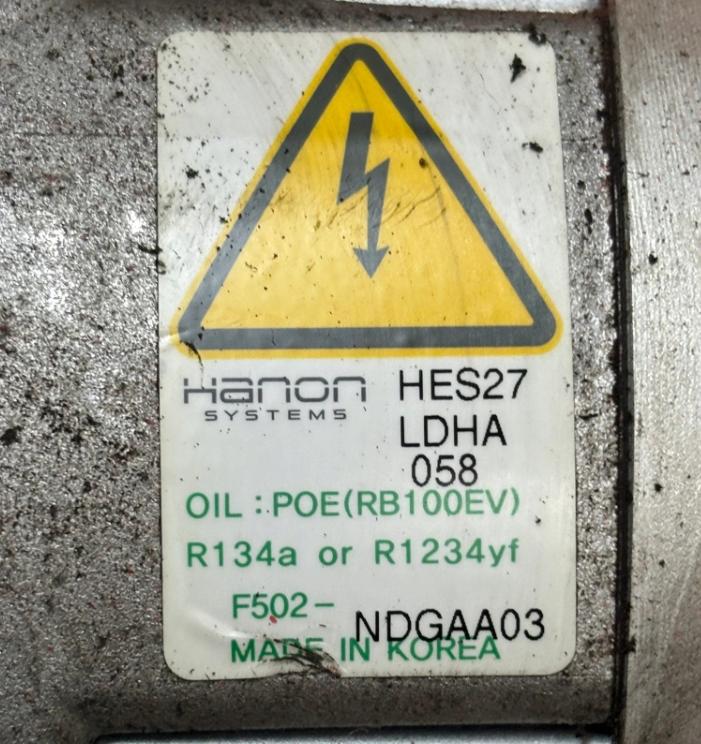 Hanon HES27
SYSTEMS
LDHA
058
OIL : POE(RB100EV)
R134a or R1234yf
F502- NDGAA03
MADE IN KOREA